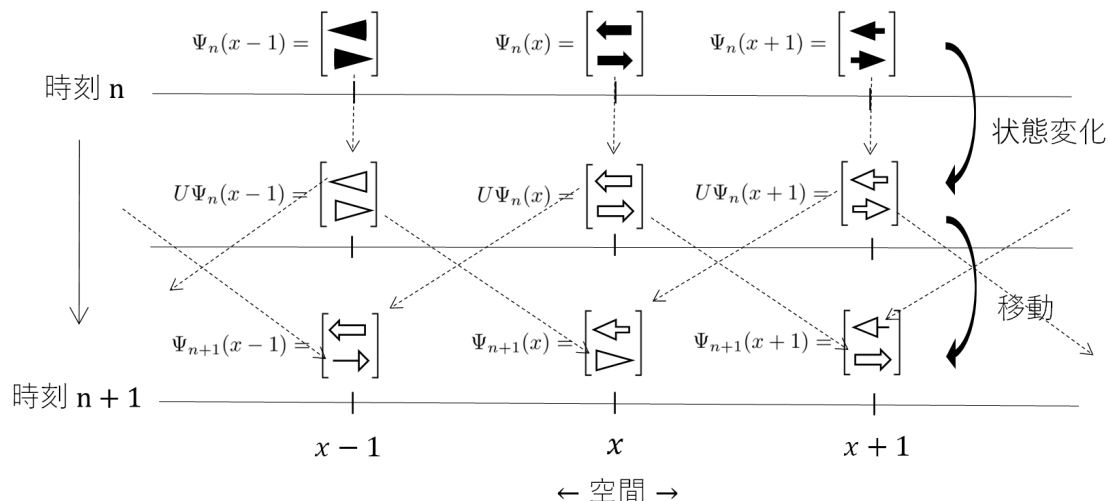 Ψₙ(x − 1) = Ψₙ(x) = Ψₙ(x + 1) =
時刻 n
状態変化
UΨₙ(x − 1) = UΨₙ(x) = UΨₙ(x + 1) =
移動
Ψₙ₊₁(x − 1) = Ψₙ₊₁(x) = Ψₙ₊₁(x + 1) =
時刻 n + 1
x − 1 x x + 1
← 空間 →